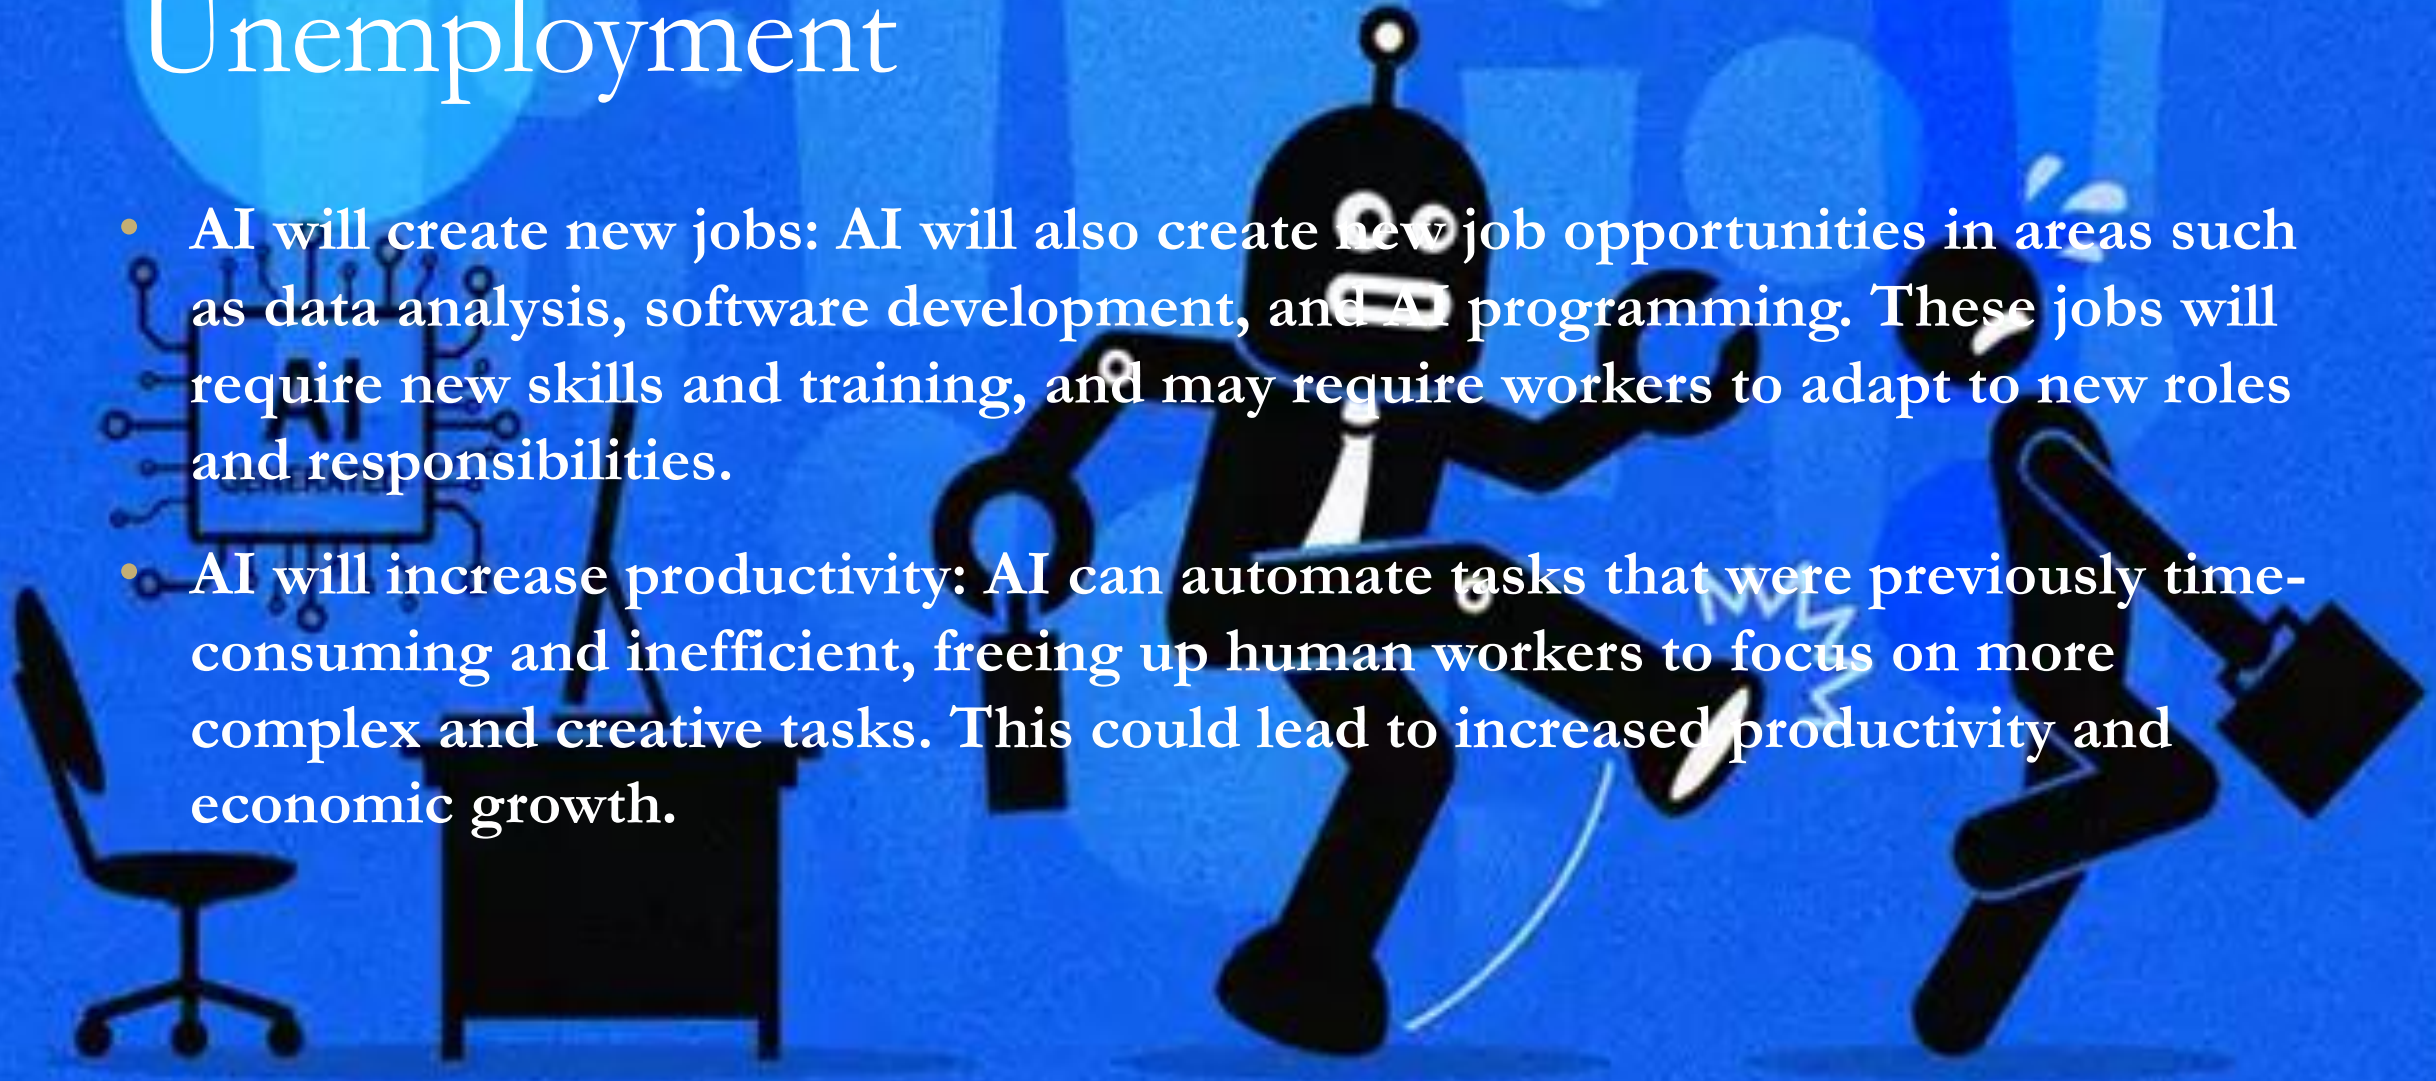 Unemployment
• AI will create new jobs: AI will also create new job opportunities in areas such
as data analysis, software development, and AI programming. These jobs will
require new skills and training, and may require workers to adapt to new roles
and responsibilities.
• AI will increase productivity: AI can automate tasks that were previously time-
consuming and inefficient, freeing up human workers to focus on more
complex and creative tasks. This could lead to increased productivity and
economic growth.
AI